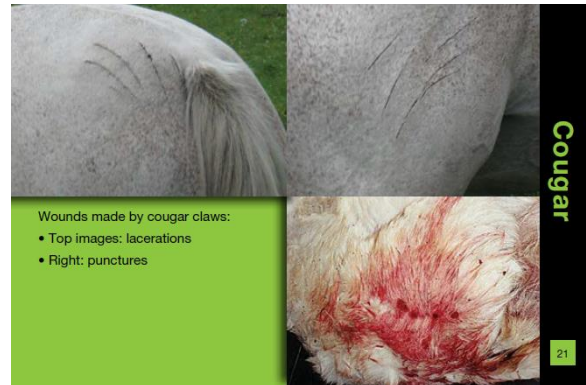 Wounds made by cougar claws:
• Top images: lacerations
• Right: punctures
Cougar
21